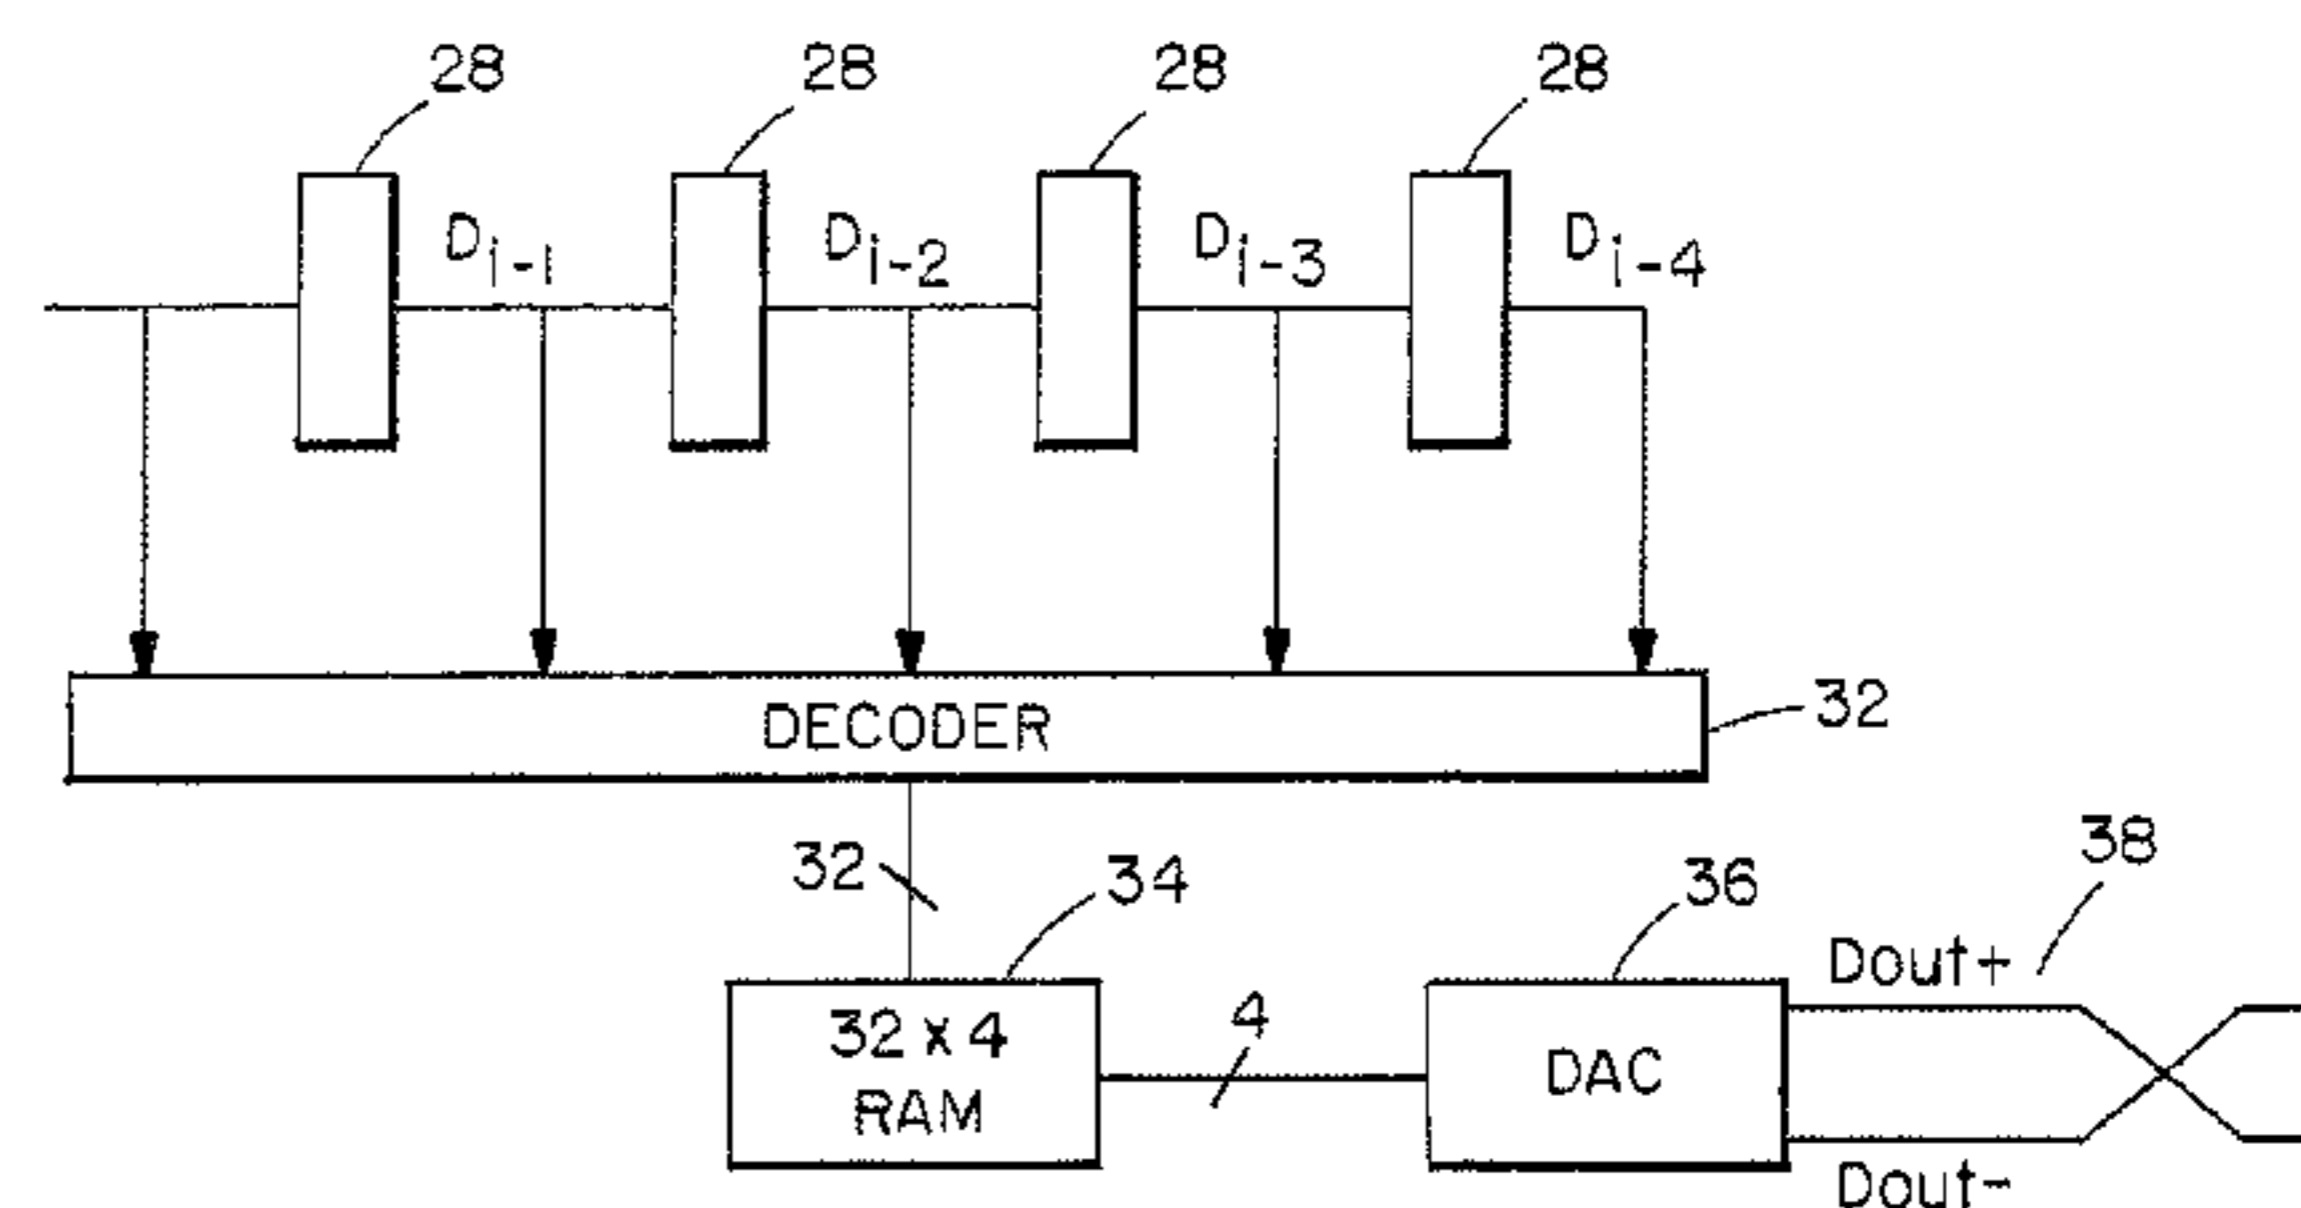 28 28 28 28
Di-1 Di-2 Di-3 Di-4
DECODER
32
32
34
36
38
32 x 4
RAM
4
DAC
Dout+
Dout-